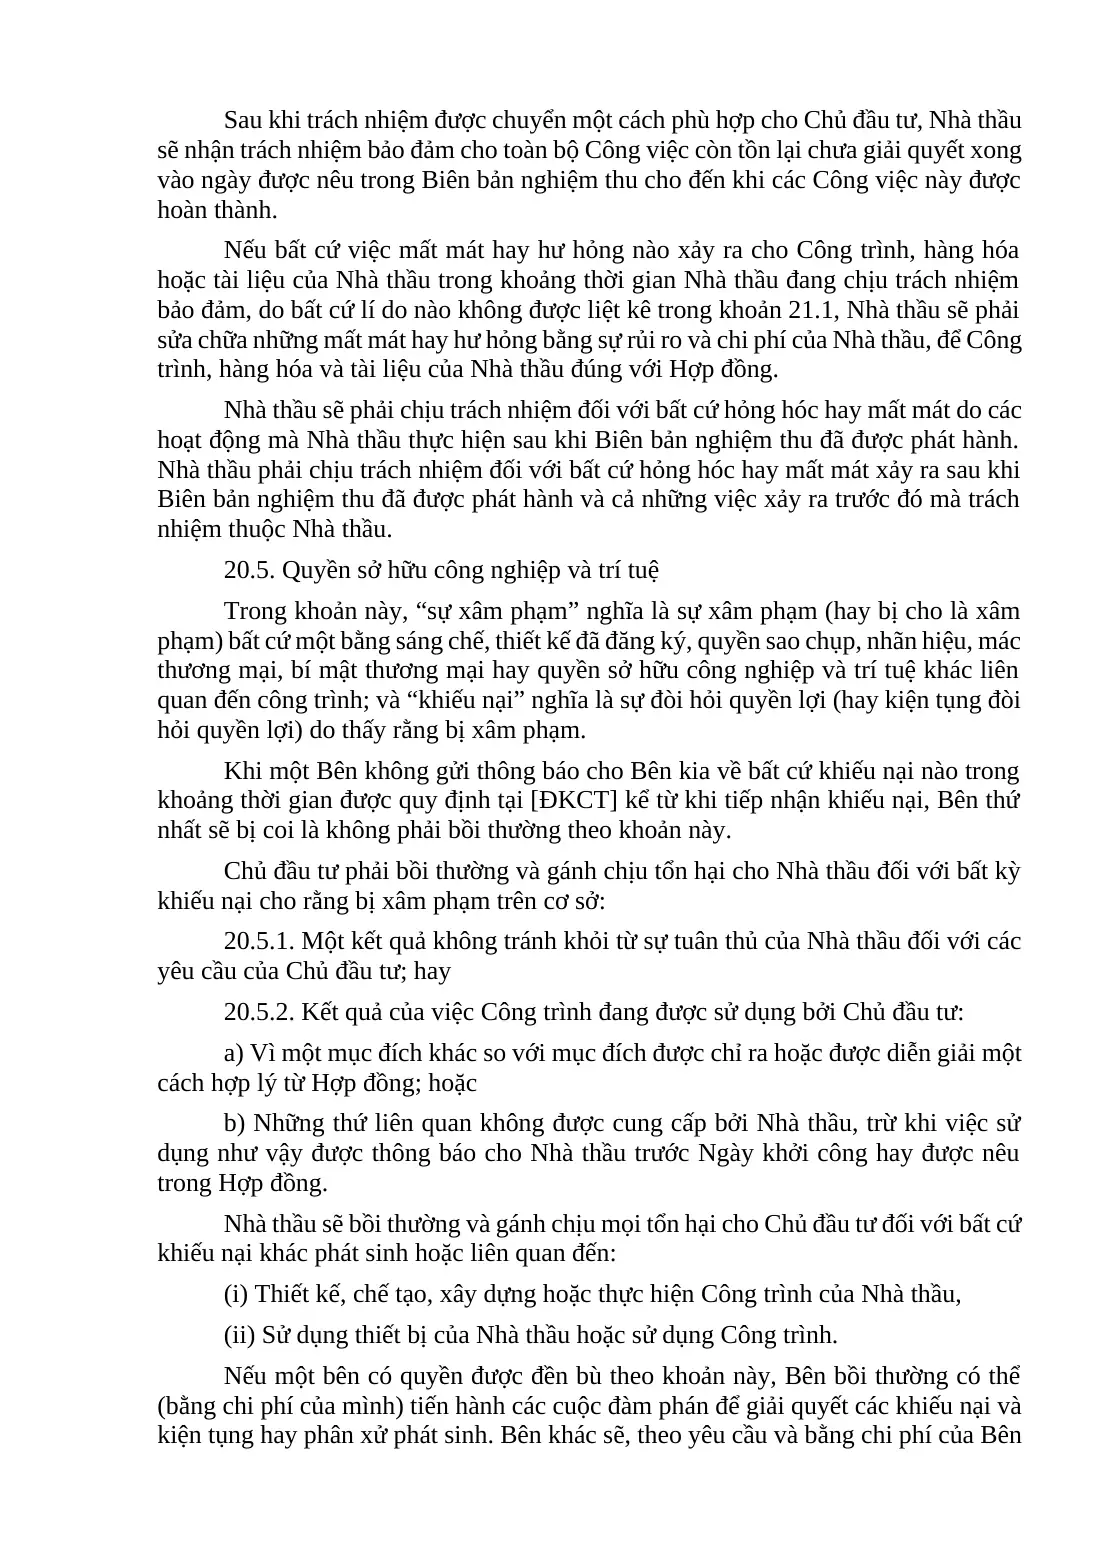 Sau khi trách nhiệm được chuyển một cách phù hợp cho Chủ đầu tư, Nhà thầu
sẽ nhận trách nhiệm bảo đảm cho toàn bộ Công việc còn tồn lại chưa giải quyết xong
vào ngày được nêu trong Biên bản nghiệm thu cho đến khi các Công việc này được
hoàn thành.
Nếu bất cứ việc mất mát hay hư hỏng nào xảy ra cho Công trình, hàng hóa
hoặc tài liệu của Nhà thầu trong khoảng thời gian Nhà thầu đang chịu trách nhiệm
bảo đảm, do bất cứ lí do nào không được liệt kê trong khoản 21.1, Nhà thầu sẽ phải
sửa chữa những mất mát hay hư hỏng bằng sự rủi ro và chi phí của Nhà thầu, để Công
trình, hàng hóa và tài liệu của Nhà thầu đúng với Hợp đồng.
Nhà thầu sẽ phải chịu trách nhiệm đối với bất cứ hỏng hóc hay mất mát do các
hoạt động mà Nhà thầu thực hiện sau khi Biên bản nghiệm thu đã được phát hành.
Nhà thầu phải chịu trách nhiệm đối với bất cứ hỏng hóc hay mất mát xảy ra sau khi
Biên bản nghiệm thu đã được phát hành và cả những việc xảy ra trước đó mà trách
nhiệm thuộc Nhà thầu.
20.5. Quyền sở hữu công nghiệp và trí tuệ
Trong khoản này, “sự xâm phạm” nghĩa là sự xâm phạm (hay bị cho là xâm
phạm) bất cứ một bằng sáng chế, thiết kế đã đăng ký, quyền sao chụp, nhãn hiệu, mác
thương mại, bí mật thương mại hay quyền sở hữu công nghiệp và trí tuệ khác liên
quan đến công trình; và “khiếu nại” nghĩa là sự đòi hỏi quyền lợi (hay kiện tụng đòi
hỏi quyền lợi) do thấy rằng bị xâm phạm.
Khi một Bên không gửi thông báo cho Bên kia về bất cứ khiếu nại nào trong
khoảng thời gian được quy định tại [ĐKCT] kể từ khi tiếp nhận khiếu nại, Bên thứ
nhất sẽ bị coi là không phải bồi thường theo khoản này.
Chủ đầu tư phải bồi thường và gánh chịu tổn hại cho Nhà thầu đối với bất kỳ
khiếu nại cho rằng bị xâm phạm trên cơ sở:
20.5.1. Một kết quả không tránh khỏi từ sự tuân thủ của Nhà thầu đối với các
yêu cầu của Chủ đầu tư; hay
20.5.2. Kết quả của việc Công trình đang được sử dụng bởi Chủ đầu tư:
a) Vì một mục đích khác so với mục đích được chỉ ra hoặc được diễn giải một
cách hợp lý từ Hợp đồng; hoặc
b) Những thứ liên quan không được cung cấp bởi Nhà thầu, trừ khi việc sử
dụng như vậy được thông báo cho Nhà thầu trước Ngày khởi công hay được nêu
trong Hợp đồng.
Nhà thầu sẽ bồi thường và gánh chịu mọi tổn hại cho Chủ đầu tư đối với bất cứ
khiếu nại khác phát sinh hoặc liên quan đến:
(i) Thiết kế, chế tạo, xây dựng hoặc thực hiện Công trình của Nhà thầu,
(ii) Sử dụng thiết bị của Nhà thầu hoặc sử dụng Công trình.
Nếu một bên có quyền được đền bù theo khoản này, Bên bồi thường có thể
(bằng chi phí của mình) tiến hành các cuộc đàm phán để giải quyết các khiếu nại và
kiện tụng hay phân xử phát sinh. Bên khác sẽ, theo yêu cầu và bằng chi phí của Bên